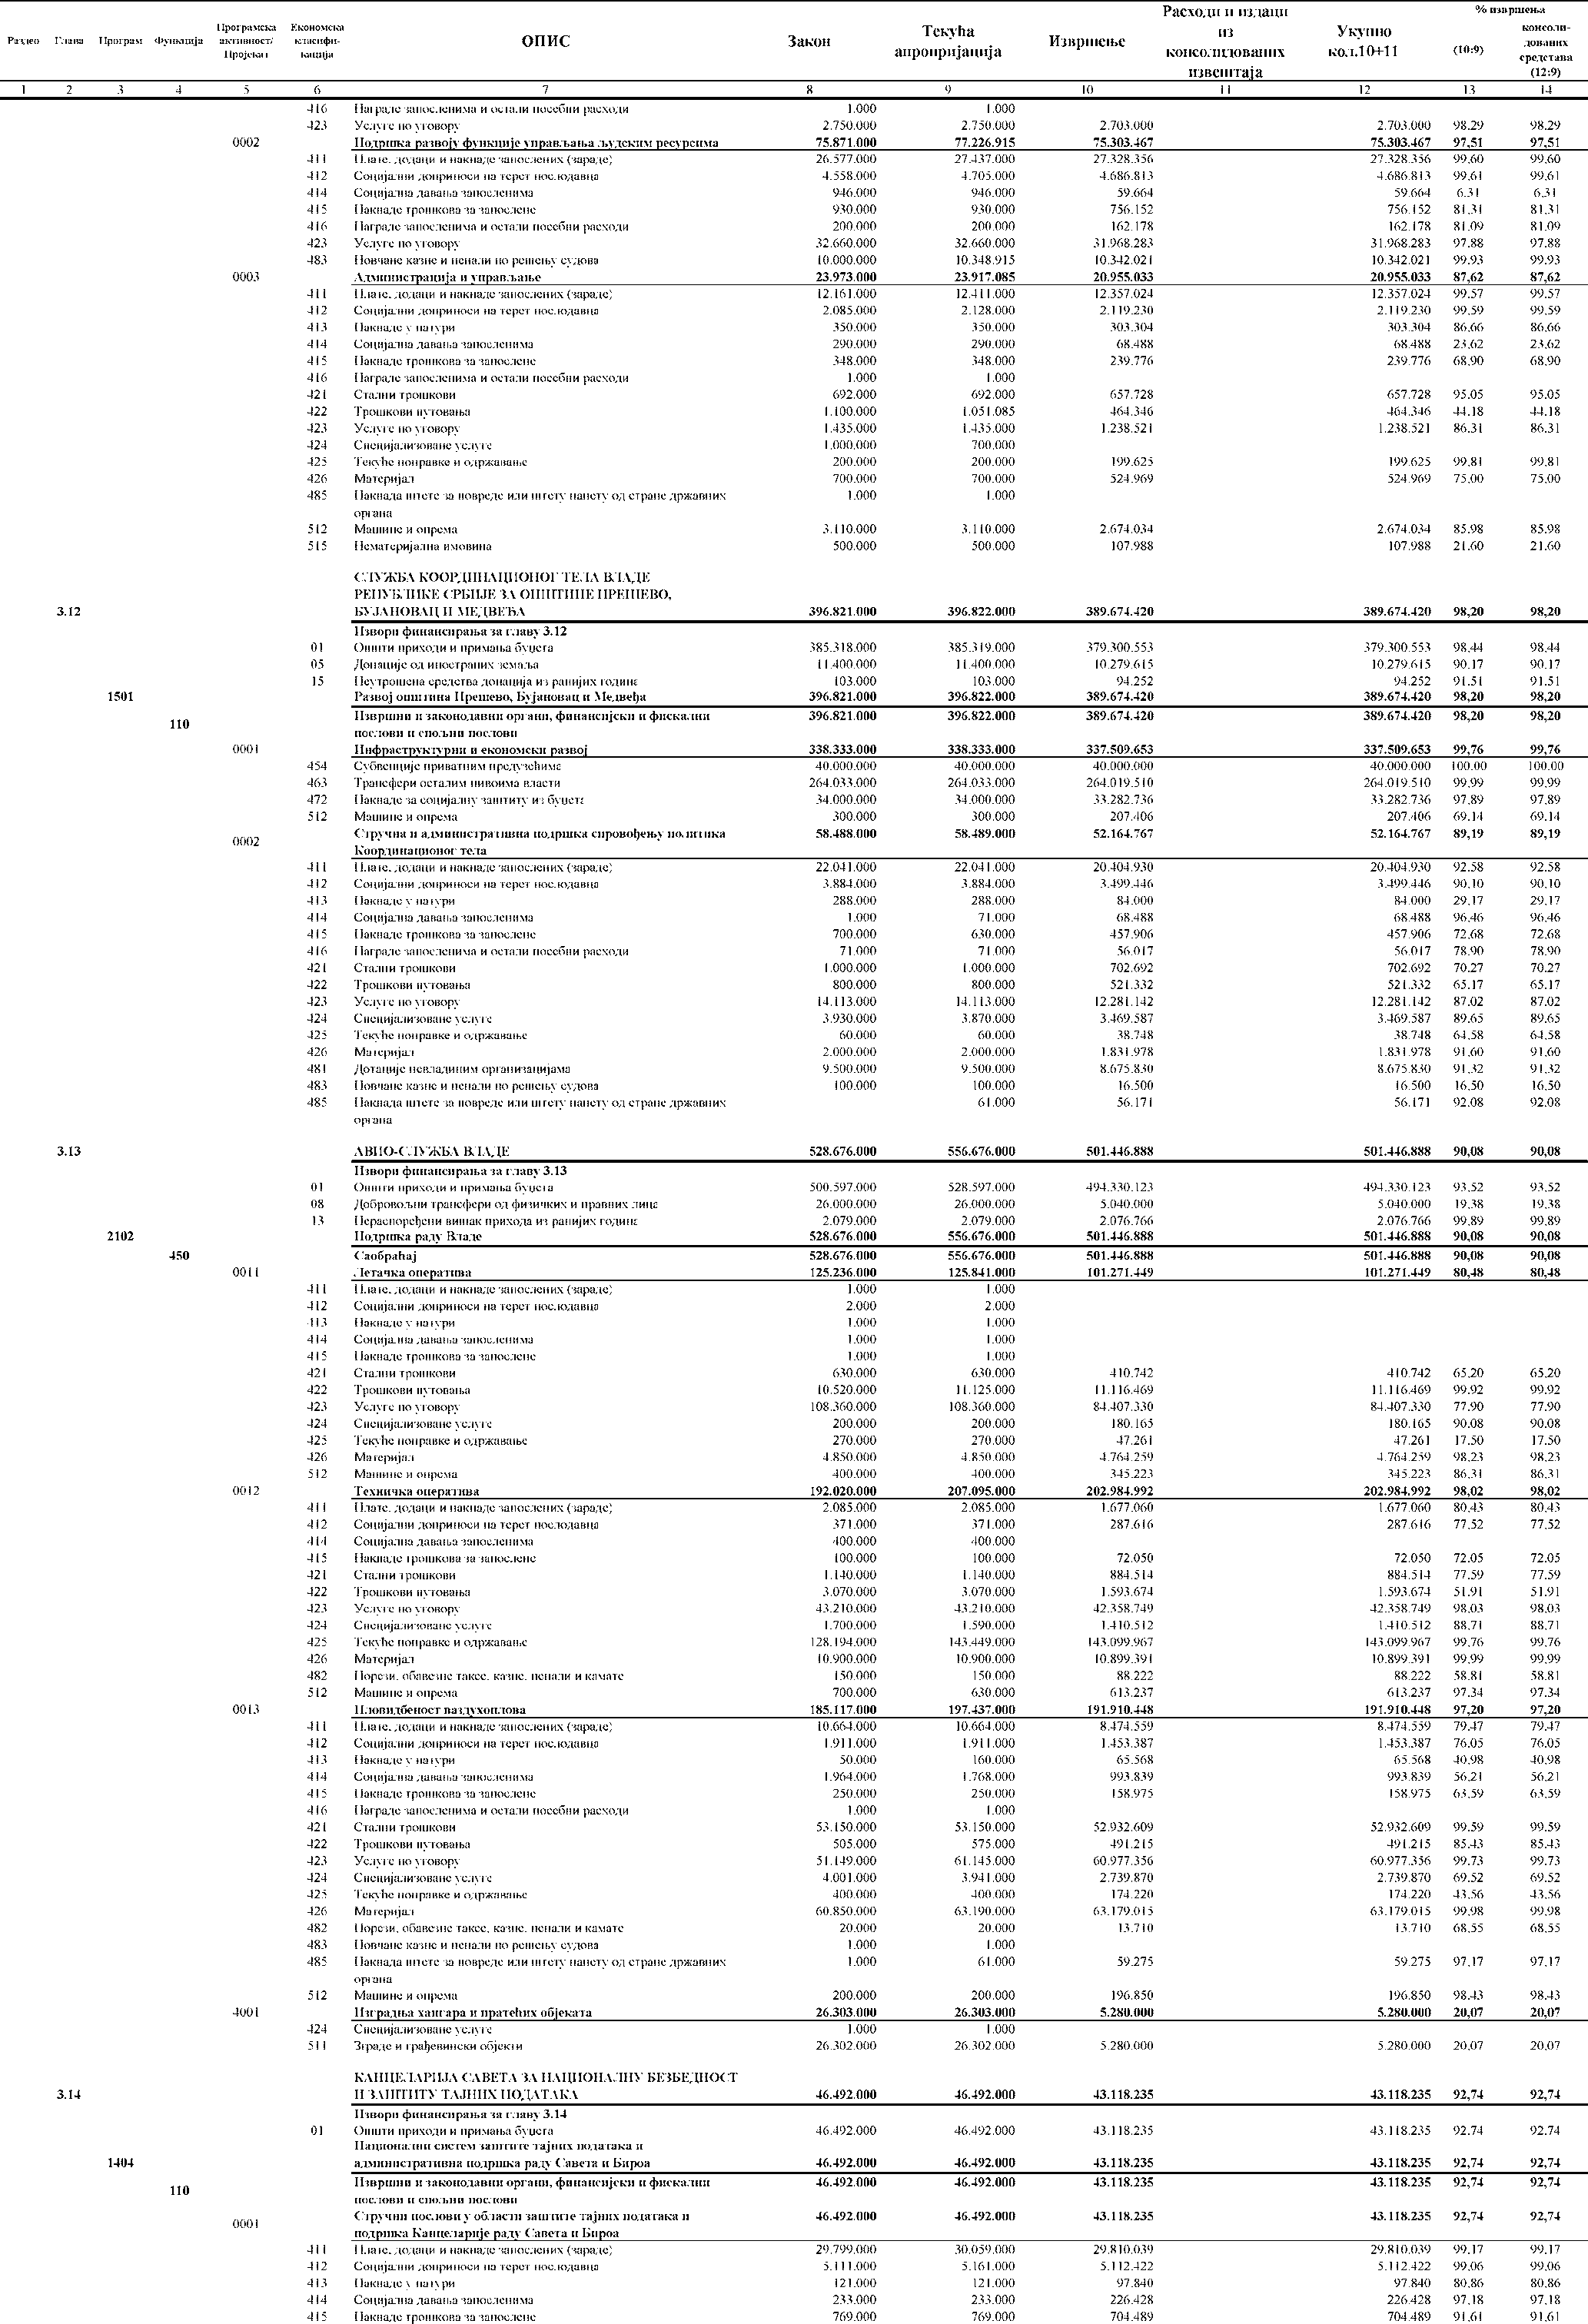 Раздео Глава Програм Функција Програмска активност/ Пројекат Економска класифи-кација ОПИС Закон Текућа апропријација Извршење Расходи и издаци из консолидованих извештаја Укупно кол.10+11 % извршења (10:9) консоли-дованих средстава (12:9)
1 2 3 4 5 6 7 8 9 10 11 12 13 14
416 Награде запосленима и остали посебни расходи 1.000 1.000
423 Услуге по уговору 2.750.000 2.750.000 2.703.000 2.703.000 98,29 98,29
0002 Подршка развоју функције управљања људским ресурсима 75.871.000 77.226.915 75.303.467 75.303.467 97,51 97,51
411 Плате, додаци и накнаде запослених (зараде) 26.577.000 27.437.000 27.328.356 27.328.356 99,60 99,60
412 Социјални доприноси на терет послодавца 4.558.000 4.705.000 4.686.813 4.686.813 99,61 99,61
414 Социјална давања запосленима 946.000 946.000 59.664 59.664 6,31 6,31
415 Накнаде трошкова за запослене 930.000 930.000 756.152 756.152 81,31 81,31
416 Награде запосленима и остали посебни расходи 200.000 200.000 162.178 162.178 81,09 81,09
423 Услуге по уговору 32.660.000 32.660.000 31.968.283 31.968.283 97,88 97,88
483 Новчане казне и пенали по решењу судова 10.000.000 10.348.915 10.342.021 10.342.021 99,93 99,93
0003 Администрација и управљање 23.973.000 23.917.085 20.955.033 20.955.033 87,62 87,62
411 Плате, додаци и накнаде запослених (зараде) 12.161.000 12.411.000 12.357.024 12.357.024 99,57 99,57
412 Социјални доприноси на терет послодавца 2.085.000 2.128.000 2.119.230 2.119.230 99,59 99,59
413 Накнаде у натури 350.000 350.000 303.304 303.304 86,66 86,66
414 Социјална давања запосленима 290.000 290.000 68.488 68.488 23,62 23,62
415 Накнаде трошкова за запослене 348.000 348.000 239.776 239.776 68,90 68,90
416 Награде запосленима и остали посебни расходи 1.000 1.000
421 Стални трошкови 692.000 692.000 657.728 657.728 95,05 95,05
422 Трошкови путовања 1.100.000 1.051.085 464.346 464.346 44,18 44,18
423 Услуге по уговору 1.435.000 1.435.000 1.238.521 1.238.521 86,31 86,31
424 Специјализоване услуге 1.000.000 700.000
425 Текуће поправке и одржавање 200.000 200.000 199.625 199.625 99,81 99,81
426 Материјал 700.000 700.000 524.969 524.969 75,00 75,00
485 Накнада штете за повреде или штету нанету од стране државних 1.000 1.000
органа
512 Машине и опрема 3.110.000 3.110.000 2.674.034 2.674.034 85,98 85,98
515 Нематеријална имовина 500.000 500.000 107.988 107.988 21,60 21,60
СЛУЖБА КООРДИНАЦИОНОГ ТЕЛА ВЛАДЕ
РЕПУБЛИКЕ СРБИЈЕ ЗА ОПШТИНЕ ПРЕШЕВО,
3.12 БУЈАНОВАЦ И МЕДВЕЂА 396.821.000 396.822.000 389.674.420 389.674.420 98,20 98,20
Извори финансирања за главу 3.12
01 Општи приходи и примања буџета 385.318.000 385.319.000 379.300.553 379.300.553 98,44 98,44
05 Донације од иностраних земаља 11.400.000 11.400.000 10.279.615 10.279.615 90,17 90,17
15 Неутрошена средства донација из ранијих година 103.000 103.000 94.252 94.252 91,51 91,51
1501 Развој општина Прешево, Бујановац и Медвеђа 396.821.000 396.822.000 389.674.420 389.674.420 98,20 98,20
110 Извршни и законодавни органи, финансијски и фискални 396.821.000 396.822.000 389.674.420 389.674.420 98,20 98,20
послови и спољни послови
0001 Инфраструктурни и економски развој 338.333.000 338.333.000 337.509.653 337.509.653 99,76 99,76
454 Субвенције приватним предузећима 40.000.000 40.000.000 40.000.000 40.000.000 100,00 100,00
463 Трансфери осталим нивоима власти 264.033.000 264.033.000 264.019.510 264.019.510 99,99 99,99
472 Накнаде за социјалну заштиту из буџета 34.000.000 34.000.000 33.282.736 33.282.736 97,89 97,89
512 Машине и опрема 300.000 300.000 207.406 207.406 69,14 69,14
0002 Стручна и административна подршка спровођењу политика 58.488.000 58.489.000 52.164.767 52.164.767 89,19 89,19
Координационог тела
411 Плате, додаци и накнаде запослених (зараде) 22.041.000 22.041.000 20.404.930 20.404.930 92,58 92,58
412 Социјални доприноси на терет послодавца 3.884.000 3.884.000 3.499.446 3.499.446 90,10 90,10
413 Накнаде у натури 288.000 288.000 84.000 84.000 29,17 29,17
414 Социјална давања запосленима 1.000 71.000 68.488 68.488 96,46 96,46
415 Накнаде трошкова за запослене 700.000 630.000 457.906 457.906 72,68 72,68
416 Награде запосленима и остали посебни расходи 71.000 71.000 56.017 56.017 78,90 78,90
421 Стални трошкови 1.000.000 1.000.000 702.692 702.692 70,27 70,27
422 Трошкови путовања 800.000 800.000 521.332 521.332 65,17 65,17
423 Услуге по уговору 14.113.000 14.113.000 12.281.142 12.281.142 87,02 87,02
424 Специјализоване услуге 3.930.000 3.870.000 3.469.587 3.469.587 89,65 89,65
425 Текуће поправке и одржавање 60.000 60.000 38.748 38.748 64,58 64,58
426 Материјал 2.000.000 2.000.000 1.831.978 1.831.978 91,60 91,60
481 Дотације невладиним организацијама 9.500.000 9.500.000 8.675.830 8.675.830 91,32 91,32
483 Новчане казне и пенали по решењу судова 100.000 100.000 16.500 16.500 16,50 16,50
485 Накнада штете за повреде или штету нанету од стране државних 61.000 56.171 56.171 92,08 92,08
органа
3.13 АВИО-СЛУЖБА ВЛАДЕ 528.676.000 556.676.000 501.446.888 501.446.888 90,08 90,08
Извори финансирања за главу 3.13
01 Општи приходи и примања буџета 500.597.000 528.597.000 494.330.123 494.330.123 93,52 93,52
08 Добровољни трансфери од физичких и правних лица 26.000.000 26.000.000 5.040.000 5.040.000 19,38 19,38
13 Нераспоређени вишак прихода из ранијих година 2.079.000 2.079.000 2.076.766 2.076.766 99,89 99,89
2102 Подршка раду Владе 528.676.000 556.676.000 501.446.888 501.446.888 90,08 90,08
450 Саобраћај 528.676.000 556.676.000 501.446.888 501.446.888 90,08 90,08
0011 Летачка оператива 125.236.000 125.841.000 101.271.449 101.271.449 80,48 80,48
411 Плате, додаци и накнаде запослених (зараде) 1.000 1.000
412 Социјални доприноси на терет послодавца 2.000 2.000
413 Накнаде у натури 1.000 1.000
414 Социјална давања запосленима 1.000 1.000
415 Накнаде трошкова за запослене 1.000 1.000
421 Стални трошкови 630.000 630.000 410.742 410.742 65,20 65,20
422 Трошкови путовања 10.520.000 11.125.000 11.116.469 11.116.469 99,92 99,92
423 Услуге по уговору 108.360.000 108.360.000 84.407.330 84.407.330 77,90 77,90
424 Специјализоване услуге 200.000 200.000 180.165 180.165 90,08 90,08
425 Текуће поправке и одржавање 270.000 270.000 47.261 47.261 17,50 17,50
426 Материјал 4.850.000 4.850.000 4.764.259 4.764.259 98,23 98,23
512 Машине и опрема 400.000 400.000 345.223 345.223 86,31 86,31
0012 Техничка оператива 192.020.000 207.095.000 202.984.992 202.984.992 98,02 98,02
411 Плате, додаци и накнаде запослених (зараде) 2.085.000 2.085.000 1.677.060 1.677.060 80,43 80,43
412 Социјални доприноси на терет послодавца 371.000 371.000 287.616 287.616 77,52 77,52
414 Социјална давања запосленима 400.000 400.000
415 Накнаде трошкова за запослене 100.000 100.000 72.050 72.050 72,05 72,05
421 Стални трошкови 1.140.000 1.140.000 884.514 884.514 77,59 77,59
422 Трошкови путовања 3.070.000 3.070.000 1.593.674 1.593.674 51,91 51,91
423 Услуге по уговору 43.210.000 43.210.000 42.358.749 42.358.749 98,03 98,03
424 Специјализоване услуге 1.700.000 1.590.000 1.410.512 1.410.512 88,71 88,71
425 Текуће поправке и одржавање 128.194.000 143.449.000 143.099.967 143.099.967 99,76 99,76
426 Материјал 10.900.000 10.900.000 10.899.391 10.899.391 99,99 99,99
482 Порези, обавезне таксе, казне, пенали и камате 150.000 150.000 88.222 88.222 58,81 58,81
512 Машине и опрема 700.000 630.000 613.237 613.237 97,34 97,34
0013 Пловидбеност ваздухоплова 185.117.000 197.437.000 191.910.448 191.910.448 97,20 97,20
411 Плате, додаци и накнаде запослених (зараде) 10.664.000 10.664.000 8.474.559 8.474.559 79,47 79,47
412 Социјални доприноси на терет послодавца 1.911.000 1.911.000 1.453.387 1.453.387 76,05 76,05
413 Накнаде у натури 50.000 160.000 65.568 65.568 40,98 40,98
414 Социјална давања запосленима 1.964.000 1.768.000 993.839 993.839 56,21 56,21
415 Накнаде трошкова за запослене 250.000 250.000 158.975 158.975 63,59 63,59
416 Награде запосленима и остали посебни расходи 1.000 1.000
421 Стални трошкови 53.150.000 53.150.000 52.932.609 52.932.609 99,59 99,59
422 Трошкови путовања 505.000 575.000 491.215 491.215 85,43 85,43
423 Услуге по уговору 51.149.000 61.145.000 60.977.356 60.977.356 99,73 99,73
424 Специјализоване услуге 4.001.000 3.941.000 2.739.870 2.739.870 69,52 69,52
425 Текуће поправке и одржавање 400.000 400.000 174.220 174.220 43,56 43,56
426 Материјал 60.850.000 63.190.000 63.179.015 63.179.015 99,98 99,98
482 Порези, обавезне таксе, казне, пенали и камате 20.000 20.000 13.710 13.710 68,55 68,55
483 Новчане казне и пенали по решењу судова 1.000 1.000
485 Накнада штете за повреде или штету нанету од стране државних 1.000 61.000 59.275 59.275 97,17 97,17
органа
512 Машине и опрема 200.000 200.000 196.850 196.850 98,43 98,43
4001 Изградња хангара и пратећих објеката 26.303.000 26.303.000 5.280.000 5.280.000 20,07 20,07
424 Специјализоване услуге 1.000 1.000
511 Зграде и грађевински објекти 26.302.000 26.302.000 5.280.000 5.280.000 20,07 20,07
КАНЦЕЛАРИЈА САВЕТА ЗА НАЦИОНАЛНУ БЕЗБЕДНОСТ
3.14 И ЗАШТИТУ ТАЈНИХ ПОДАТАКА 46.492.000 46.492.000 43.118.235 43.118.235 92,74 92,74
Извори финансирања за главу 3.14
01 Општи приходи и примања буџета 46.492.000 46.492.000 43.118.235 43.118.235 92,74 92,74
Национални систем заштите тајних података и
1404 административна подршка раду Савета и Бироа 46.492.000 46.492.000 43.118.235 43.118.235 92,74 92,74
110 Извршни и законодавни органи, финансијски и фискални 46.492.000 46.492.000 43.118.235 43.118.235 92,74 92,74
послови и спољни послови
0001 Стручни послови у области заштите тајних података и 46.492.000 46.492.000 43.118.235 43.118.235 92,74 92,74
подршка Канцеларије раду Савета и Бироа
411 Плате, додаци и накнаде запослених (зараде) 29.799.000 30.059.000 29.810.039 29.810.039 99,17 99,17
412 Социјални доприноси на терет послодавца 5.111.000 5.161.000 5.112.422 5.112.422 99,06 99,06
413 Накнаде у натури 121.000 121.000 97.840 97.840 80,86 80,86
414 Социјална давања запосленима 233.000 233.000 226.428 226.428 97,18 97,18
415 Накнаде трошкова за запослене 769.000 769.000 704.489 704.489 91,61 91,61